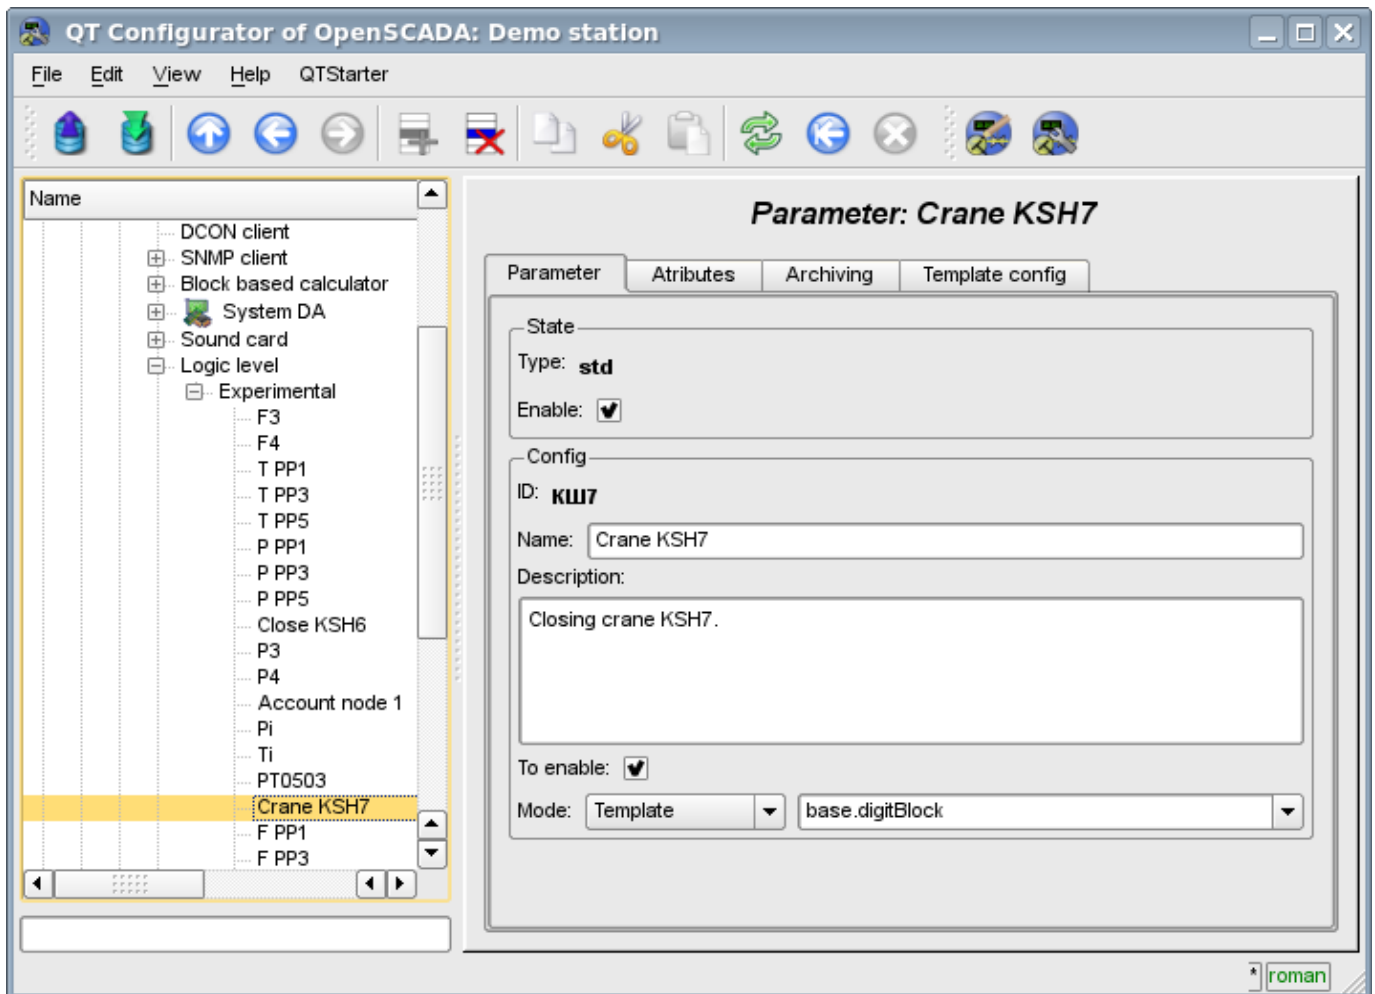 QT Configurator of OpenSCADA: Demo station
File Edit View Help QTStarter
Name
DCON client
SNMP client
Block based calculator
System DA
Sound card
Logic level
Experimental
F3
F4
T PP1
T PP3
T PP5
P PP1
P PP3
P PP5
Close KSH6
P3
P4
Account node 1
Pi
Ti
PT0503
Crane KSH7
F PP1
F PP3
Parameter: Crane KSH7
Parameter Atributes Archiving Template config
State
Type: std
Enable:
Config
ID: КШ7
Name: Crane KSH7
Description:
Closing crane KSH7.
To enable:
Mode: Template base.digitBlock
* roman